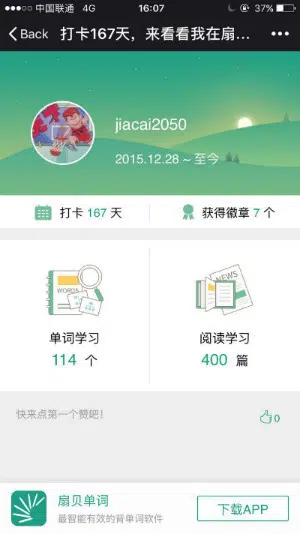 中国联通 4G 16:07 37%
Back 打卡167天，来看看我在扇...
jiacai2050
2015.12.28 ~ 至今
打卡 167 天 获得徽章 7 个
WORDS NEWS
单词学习 阅读学习
114 个 400 篇
快来点第一个赞吧！ 0
扇贝单词
最智能有效的背单词软件
下载APP